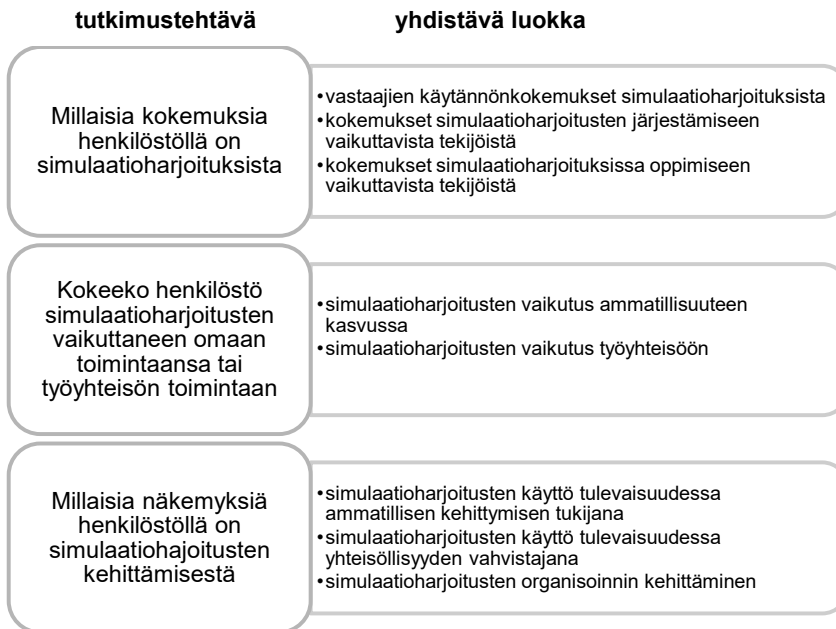 tutkimustehtävä
yhdistävä luokka
Millaisia kokemuksia
henkilöstöllä on
simulaatioharjoituksista
•vastaajien käytännönkokemukset simulaatioharjoituksista
•kokemukset simulaatioharjoitusten järjestämiseen
vaikuttavista tekijöistä
•kokemukset simulaatioharjoituksissa oppimiseen
vaikuttavista tekijöistä
Kokeeko henkilöstö
simulaatioharjoitusten
vaikuttaneen omaan
toimintaansa tai
työyhteisön toimintaan
•simulaatioharjoitusten vaikutus ammatillisuuteen
kasvussa
•simulaatioharjoitusten vaikutus työyhteisöön
Millaisia näkemyksiä
henkilöstöllä on
simulaatiohajoitusten
kehittämisestä
•simulaatioharjoitusten käyttö tulevaisuudessa
ammatillisen kehittymisen tukijana
•simulaatioharjoitusten käyttö tulevaisuudessa
yhteisöllisyyden vahvistajana
•simulaatioharjoitusten organisoinnin kehittäminen